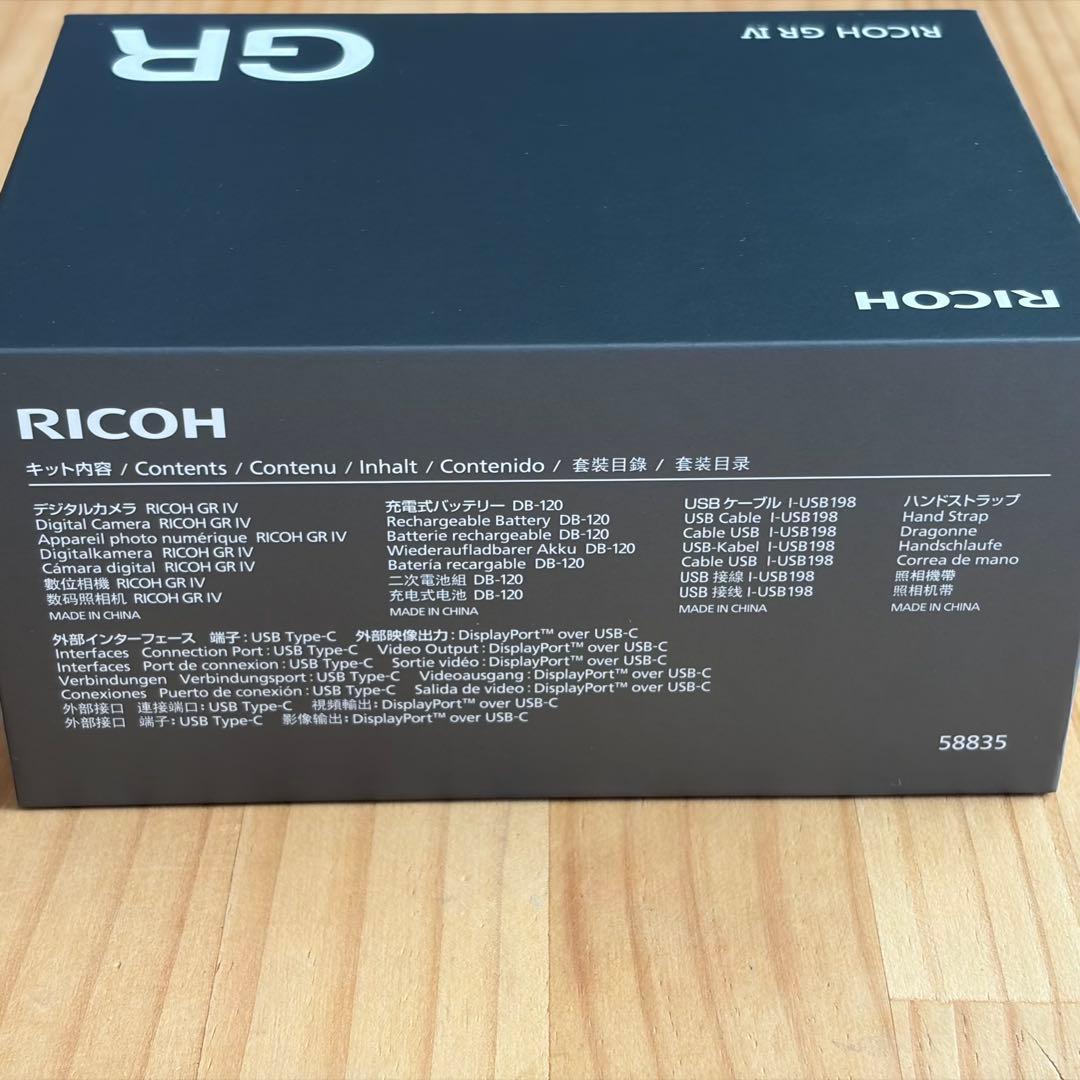 GR
RICOH GR IV
RICOH
RICOH
キット内容 / Contents / Contenu / Inhalt / Contenido / 套裝目錄 / 套装目录
デジタルカメラ RICOH GR IV
Digital Camera RICOH GR IV
Appareil photo numérique RICOH GR IV
Digitalkamera RICOH GR IV
Cámara digital RICOH GR IV
數位相機 RICOH GR IV
数码照相机 RICOH GR IV
MADE IN CHINA
充電式バッテリー DB-120
Rechargeable Battery DB-120
Batterie rechargeable DB-120
Wiederaufladbarer Akku DB-120
Batería recargable DB-120
二次電池組 DB-120
充电式电池 DB-120
MADE IN CHINA
USB ケーブル I-USB198
USB Cable I-USB198
Cable USB I-USB198
USB-Kabel I-USB198
Cable USB I-USB198
USB 接線 I-USB198
USB 接线 I-USB198
MADE IN CHINA
ハンドストラップ
Hand Strap
Dragonne
Handschlaufe
Correa de mano
照相機帶
照相机带
MADE IN CHINA
外部インターフェース 端子 : USB Type-C 外部映像出力 : DisplayPort™ over USB-C
Interfaces Connection Port : USB Type-C Video Output : DisplayPort™ over USB-C
Interfaces Port de connexion : USB Type-C Sortie vidéo : DisplayPort™ over USB-C
Verbindungen Verbindungsport : USB Type-C Videoausgang : DisplayPort™ over USB-C
Conexiones Puerto de conexión : USB Type-C Salida de video : DisplayPort™ over USB-C
外部接口 連接端口: USB Type-C 視頻輸出: DisplayPort™ over USB-C
外部接口 端子: USB Type-C 影像输出: DisplayPort™ over USB-C
58835